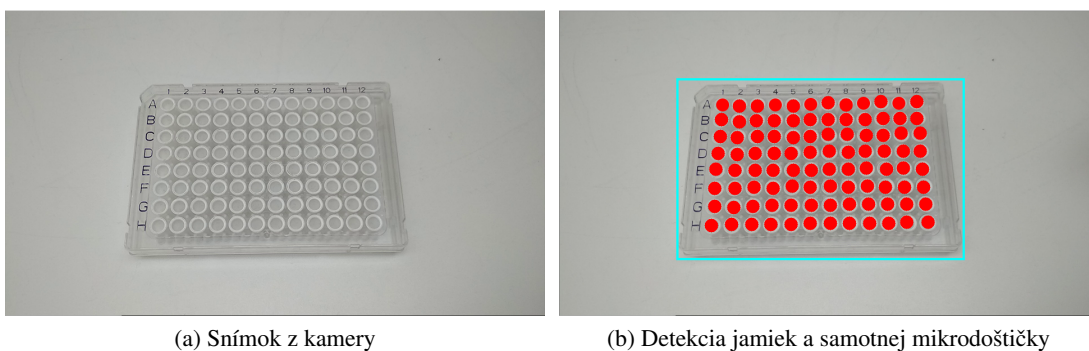 1 2 3 4 5 6 7 8 9 10 11 12
A
B
C
D
E
F
G
H
1 2 3 4 5 6 7 8 9 10 11 12
A
B
C
D
E
F
G
H
(a) Snímok z kamery
(b) Detekcia jamiek a samotnej mikrodoštičky